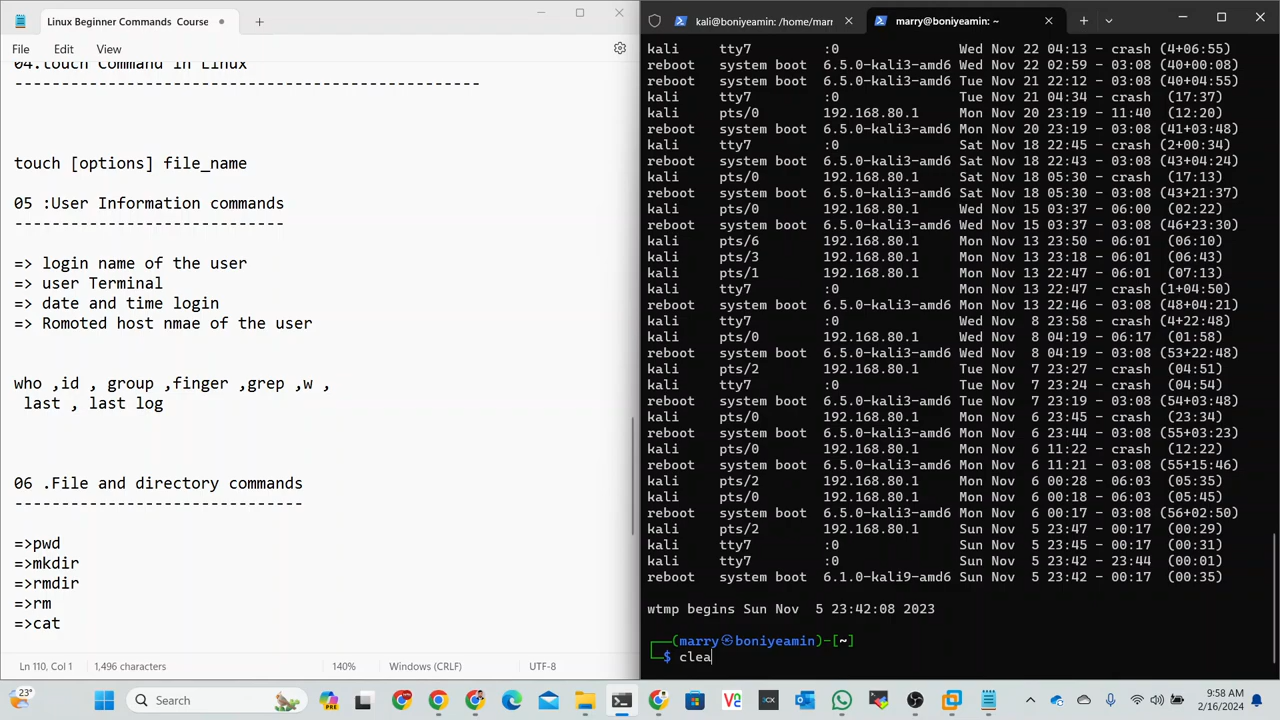 Linux Beginner Commands Course
File Edit View
04.touch Command in Linux
-----------------------------------------------------
touch [options] file_name
05 :User Information commands
------------------------------
=> login name of the user
=> user Terminal
=> date and time login
=> Romoted host nmae of the user
who ,id , group ,finger ,grep ,w ,
last , last log
06 .File and directory commands
--------------------------------
=>pwd
=>mkdir
=>rmdir
=>rm
=>cat
Ln 110, Col 1 1,496 characters 140% Windows (CRLF) UTF-8
kali@boniyeamin: /home/marr
marry@boniyeamin: ~
kali tty7 :0 Wed Nov 22 04:13 - crash (4+06:55)
reboot system boot 6.5.0-kali3-amd6 Wed Nov 22 02:59 - 03:08 (40+00:08)
reboot system boot 6.5.0-kali3-amd6 Tue Nov 21 22:12 - 03:08 (40+04:55)
kali tty7 :0 Tue Nov 21 04:34 - crash (17:37)
kali pts/0 192.168.80.1 Mon Nov 20 23:19 - 11:40 (12:20)
reboot system boot 6.5.0-kali3-amd6 Mon Nov 20 23:19 - 03:08 (41+03:48)
kali tty7 :0 Sat Nov 18 22:45 - crash (2+00:34)
reboot system boot 6.5.0-kali3-amd6 Sat Nov 18 22:43 - 03:08 (43+04:24)
kali pts/0 192.168.80.1 Sat Nov 18 05:30 - crash (17:13)
reboot system boot 6.5.0-kali3-amd6 Sat Nov 18 05:30 - 03:08 (43+21:37)
kali pts/0 192.168.80.1 Wed Nov 15 03:37 - 06:00 (02:22)
reboot system boot 6.5.0-kali3-amd6 Wed Nov 15 03:37 - 03:08 (46+23:30)
kali pts/6 192.168.80.1 Mon Nov 13 23:50 - 06:01 (06:10)
kali pts/3 192.168.80.1 Mon Nov 13 23:18 - 06:01 (06:43)
kali pts/1 192.168.80.1 Mon Nov 13 22:47 - 06:01 (07:13)
kali tty7 :0 Mon Nov 13 22:47 - crash (1+04:50)
reboot system boot 6.5.0-kali3-amd6 Mon Nov 13 22:46 - 03:08 (48+04:21)
kali tty7 :0 Wed Nov 8 23:58 - crash (4+22:48)
kali pts/0 192.168.80.1 Wed Nov 8 04:19 - 06:17 (01:58)
reboot system boot 6.5.0-kali3-amd6 Wed Nov 8 04:19 - 03:08 (53+22:48)
kali pts/2 192.168.80.1 Tue Nov 7 23:27 - crash (04:51)
kali tty7 :0 Tue Nov 7 23:24 - crash (04:54)
reboot system boot 6.5.0-kali3-amd6 Tue Nov 7 23:19 - 03:08 (54+03:48)
kali pts/0 192.168.80.1 Mon Nov 6 23:45 - crash (23:34)
reboot system boot 6.5.0-kali3-amd6 Mon Nov 6 23:44 - 03:08 (55+03:23)
kali pts/0 192.168.80.1 Mon Nov 6 11:22 - crash (12:22)
reboot system boot 6.5.0-kali3-amd6 Mon Nov 6 11:21 - 03:08 (55+15:46)
kali pts/2 192.168.80.1 Mon Nov 6 00:28 - 06:03 (05:35)
kali pts/0 192.168.80.1 Mon Nov 6 00:18 - 06:03 (05:45)
reboot system boot 6.5.0-kali3-amd6 Mon Nov 6 00:17 - 03:08 (56+02:50)
kali pts/2 192.168.80.1 Sun Nov 5 23:47 - 00:17 (00:29)
kali tty7 :0 Sun Nov 5 23:45 - 00:17 (00:31)
kali tty7 :0 Sun Nov 5 23:42 - 23:44 (00:01)
reboot system boot 6.1.0-kali9-amd6 Sun Nov 5 23:42 - 00:17 (00:35)
wtmp begins Sun Nov 5 23:42:08 2023
┌──(marry㉿boniyeamin)-[~]
└─$ clea
23° Search 9:58 AM
2/16/2024